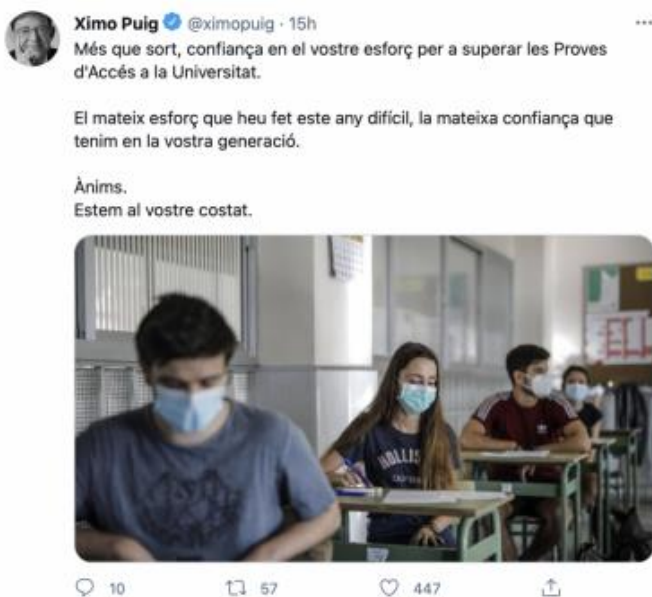 Ximo Puig @ximopuig · 15h
Més que sort, confiança en el vostre esforç per a superar les Proves
d'Accés a la Universitat.
El mateix esforç que heu fet este any difícil, la mateixa confiança que
tenim en la vostra generació.
Ànims.
Estem al vostre costat.
HOLLIS
10 57 447